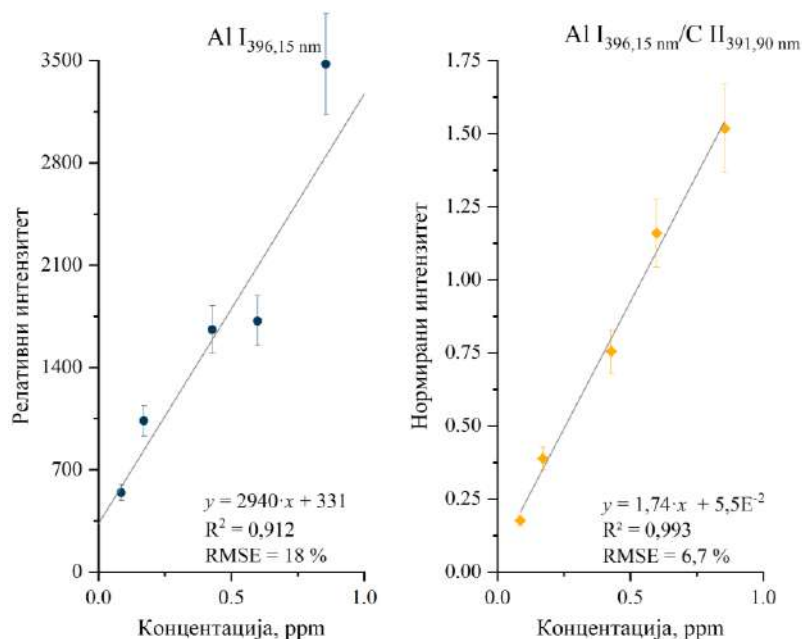 Al I396,15 nm
3500
2800
2100
1400
700
0
0.0
0.5
1.0
Релативни интензитет
Концентација, ppm
y = 2940·x + 331
R² = 0,912
RMSE = 18 %
Al I396,15 nm/C II391,90 nm
1.75
1.50
1.25
1.00
0.75
0.50
0.25
0.00
0.0
0.5
1.0
Нормирани интензитет
Концентација, ppm
y = 1,74·x + 5,5E⁻²
R² = 0,993
RMSE = 6,7 %